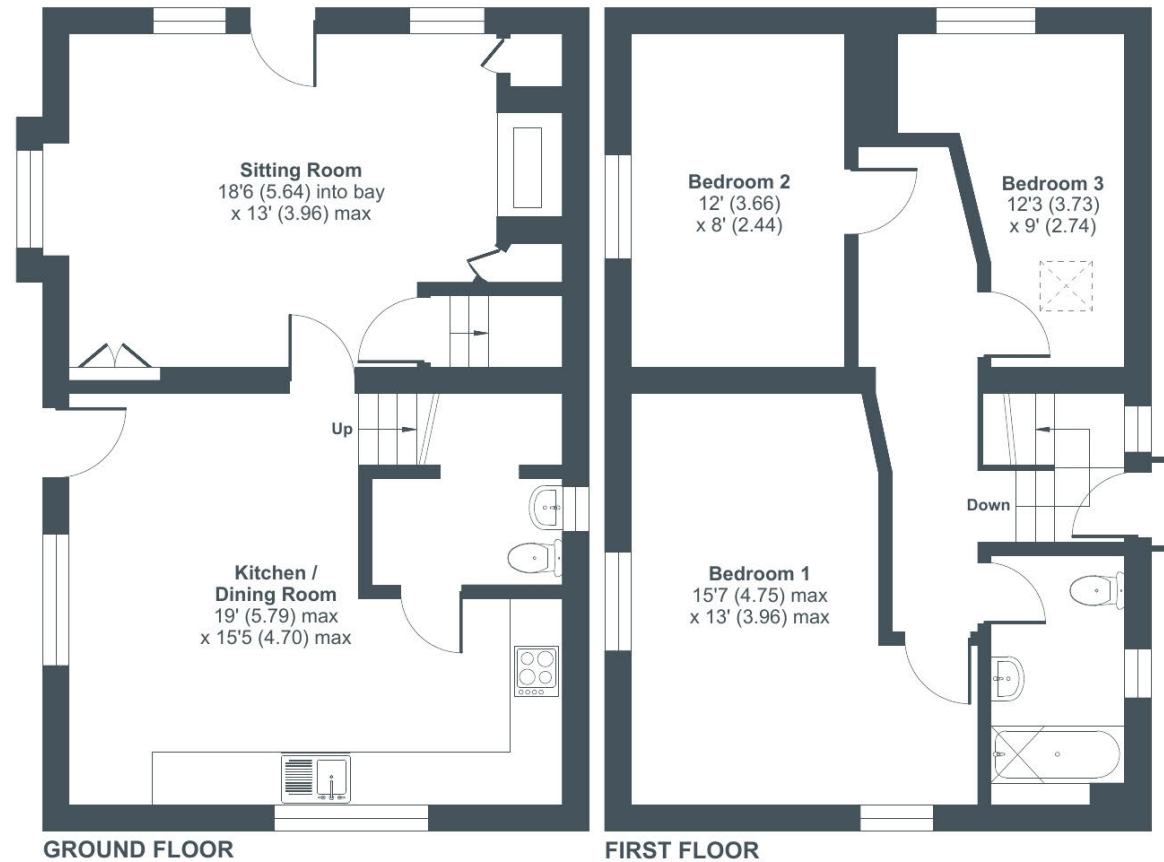 Sitting Room
18'6 (5.64) into bay
x 13' (3.96) max
Up
Kitchen /
Dining Room
19' (5.79) max
x 15'5 (4.70) max
GROUND FLOOR
Bedroom 2
12' (3.66)
x 8' (2.44)
Bedroom 3
12'3 (3.73)
x 9' (2.74)
Down
Bedroom 1
15'7 (4.75) max
x 13' (3.96) max
FIRST FLOOR